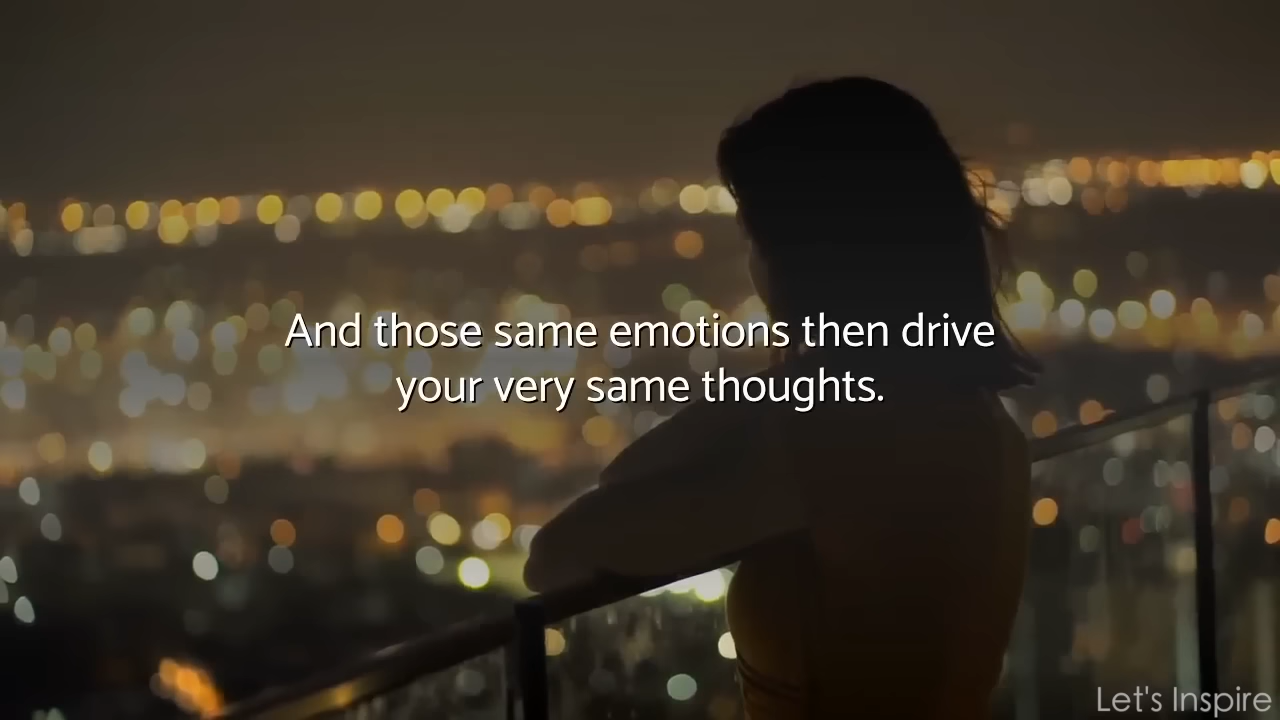 And those same emotions then drive
your very same thoughts.
Let's Inspire